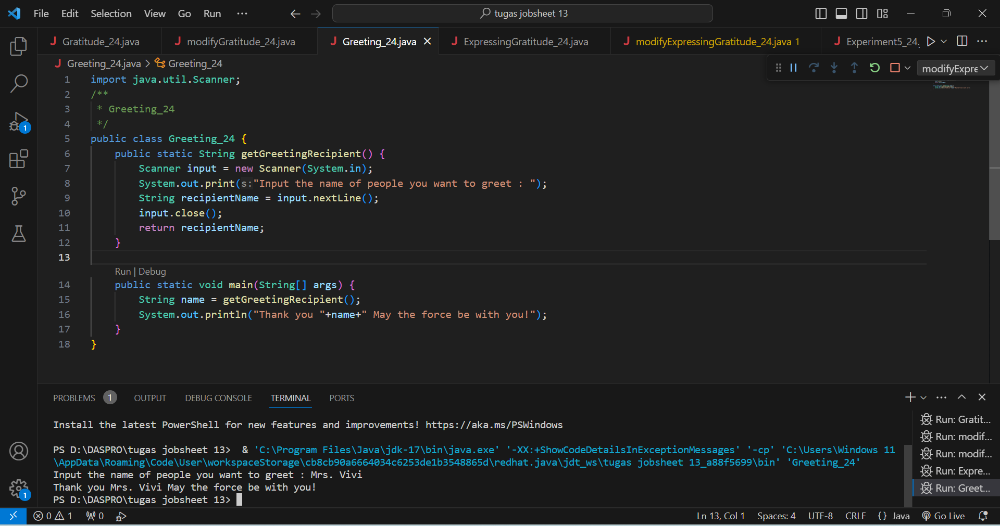 File Edit Selection View Go Run ··· tugas jobsheet 13
Gratitude_24.java modifyGratitude_24.java Greeting_24.java ExpressingGratitude_24.java modifyExpressingGratitude_24.java 1 Experiment5_24.
Greeting_24.java > Greeting_24
modifyExpre
1 import java.util.Scanner;
2 /**
3 * Greeting_24
4 */
5 public class Greeting_24 {
6 public static String getGreetingRecipient() {
7 Scanner input = new Scanner(System.in);
8 System.out.print(s:"Input the name of people you want to greet : ");
9 String recipientName = input.nextLine();
10 input.close();
11 return recipientName;
12 }
13
Run | Debug
14 public static void main(String[] args) {
15 String name = getGreetingRecipient();
16 System.out.println("Thank you "+name+" May the force be with you!");
17 }
18 }
1
1
PROBLEMS 1 OUTPUT DEBUG CONSOLE TERMINAL PORTS
Install the latest PowerShell for new features and improvements! https://aka.ms/PSWindows
PS D:\DASPRO\tugas jobsheet 13> & 'C:\Program Files\Java\jdk-17\bin\java.exe' '-XX:+ShowCodeDetailsInExceptionMessages' '-cp' 'C:\Users\Windows 11
\AppData\Roaming\Code\User\workspaceStorage\cb8cb90a6664034c6253de1b3548865d\redhat.java\jdt_ws\tugas jobsheet 13_a88f5699\bin' 'Greeting_24'
Input the name of people you want to greet : Mrs. Vivi
Thank you Mrs. Vivi May the force be with you!
PS D:\DASPRO\tugas jobsheet 13>
Run: Gratit...
Run: modif...
Run: modif...
Run: Expre...
Run: Greet...
0 1 0 Ln 13, Col 1 Spaces: 4 UTF-8 CRLF {} Java Go Live